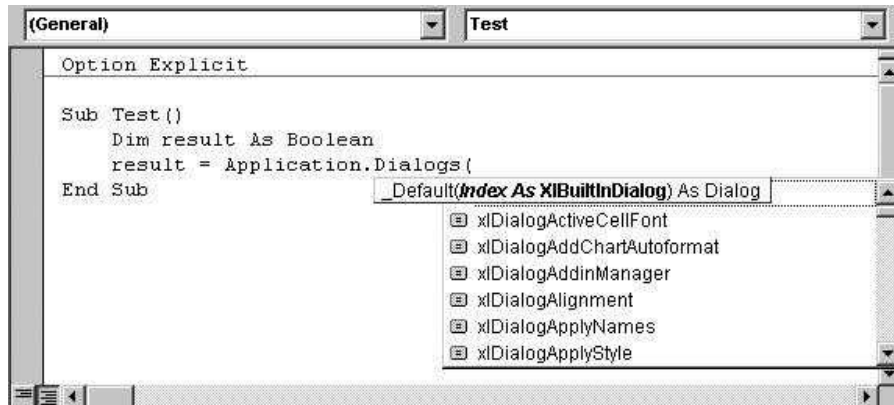 (General) Test
Option Explicit
Sub Test()
Dim result As Boolean
result = Application.Dialogs(
End Sub
_Default(Index As XlBuiltInDialog) As Dialog
xlDialogActiveCellFont
xlDialogAddChartAutoformat
xlDialogAddinManager
xlDialogAlignment
xlDialogApplyNames
xlDialogApplyStyle